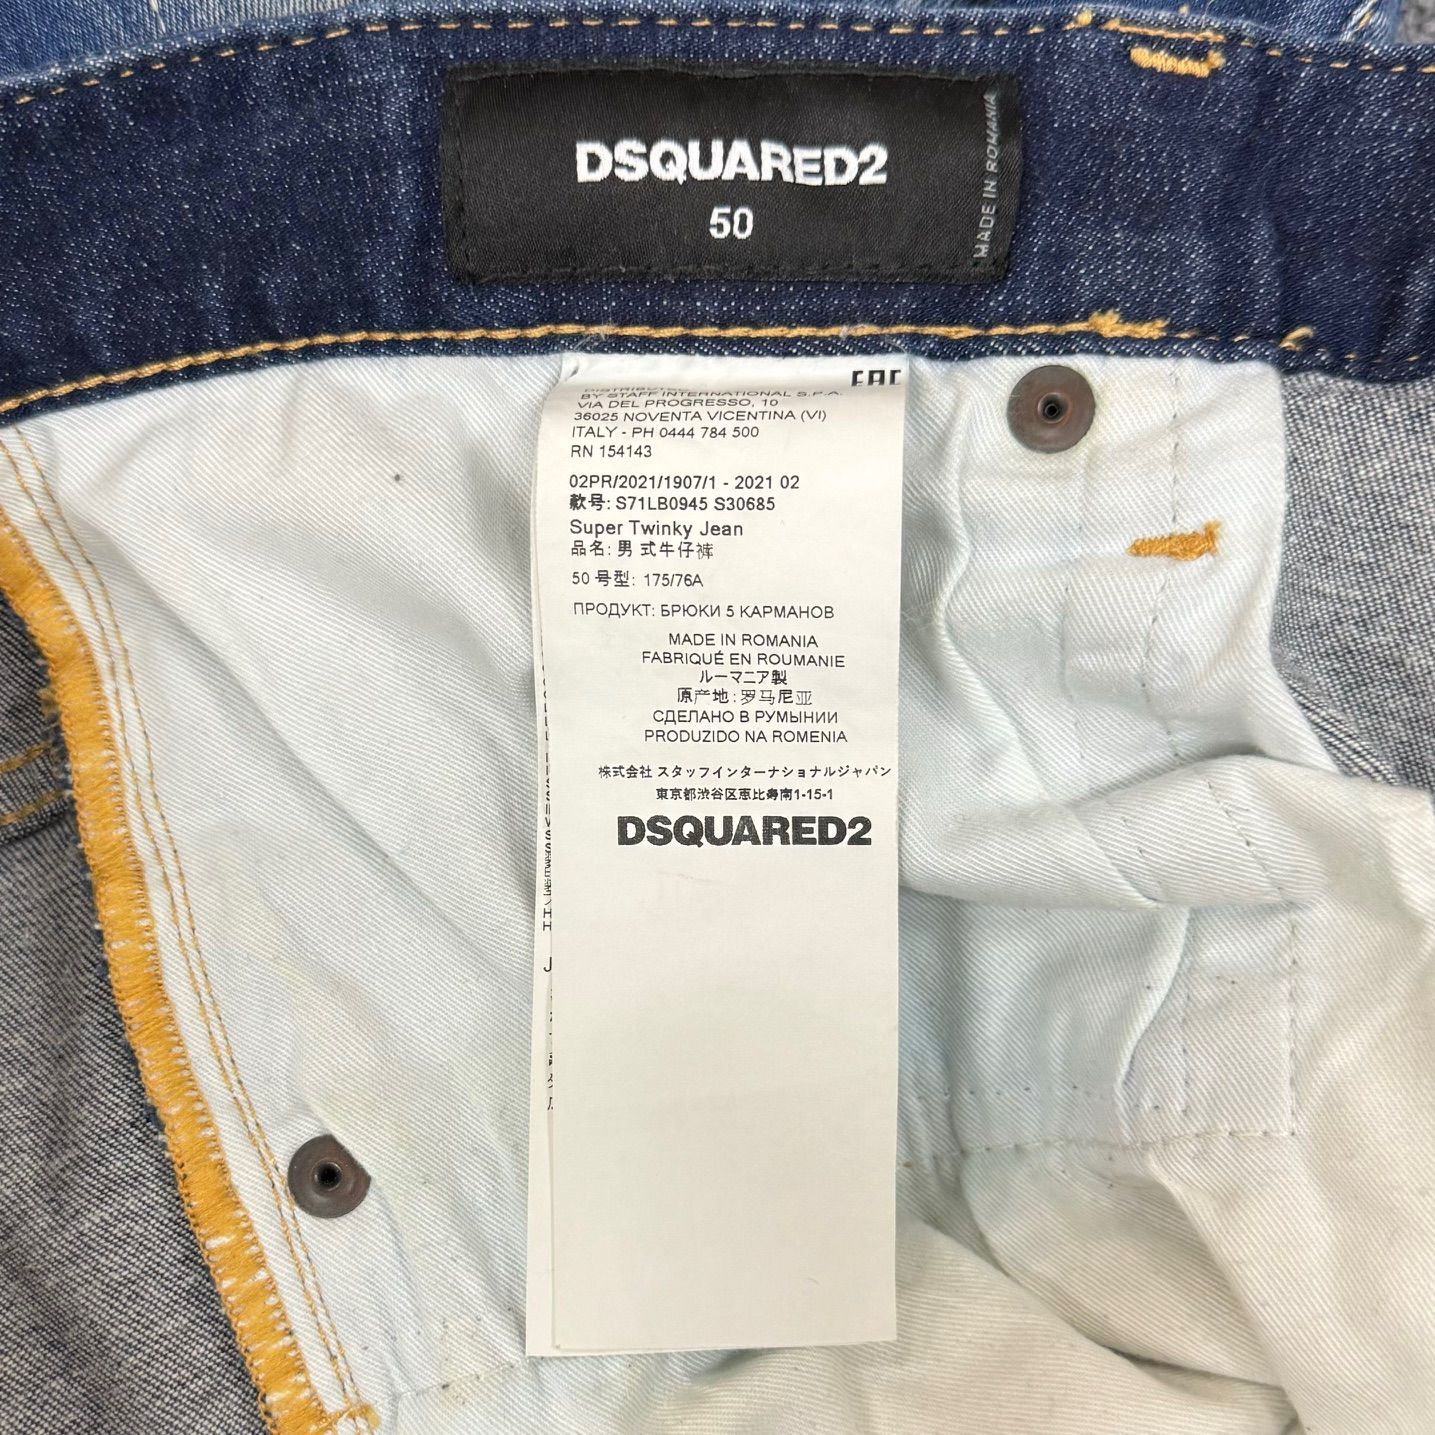 DSQUARED2
50
MADE IN ROMANIA
EAC
DISTRIBUTED
BY STAFF INTERNATIONAL S.P.A.
VIA DEL PROGRESSO, 10
36025 NOVENTA VICENTINA (VI)
ITALY - PH 0444 784 500
RN 154143
02PR/2021/1907/1 - 2021 02
款号: S71LB0945 S30685
Super Twinky Jean
品名: 男 式牛仔裤
50 号型: 175/76A
ПРОДУКТ: БРЮКИ 5 КАРМАНОВ
MADE IN ROMANIA
FABRIQUÉ EN ROUMANIE
ルーマニア製
原产地: 罗马尼亚
СДЕЛАНО В РУМЫНИИ
PRODUZIDO NA ROMENIA
株式会社 スタッフインターナショナルジャパン
東京都渋谷区恵比寿南1-15-1
DSQUARED2